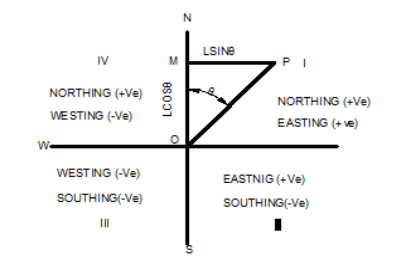 N
LSINθ
IV
M
P
I
NORTHING (+Ve)
WESTING (-Ve)
LCOSθ
θ
NORTHING (+Ve)
EASTING (+ve)
W
O
WESTING (-Ve)
SOUTHING(-Ve)
EASTNIG (+Ve)
SOUTHING(-Ve)
III
S